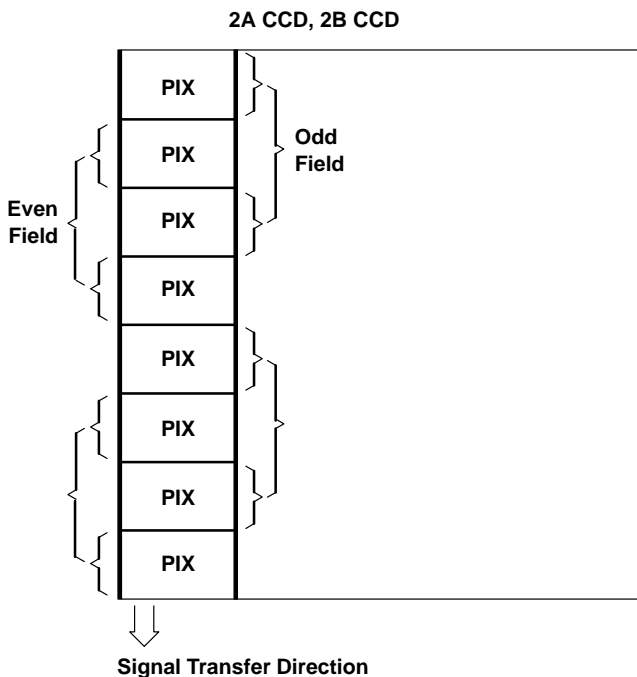 2A CCD, 2B CCD
PIX
Odd
Field
PIX
Even
Field
PIX
PIX
PIX
PIX
PIX
PIX
Signal Transfer Direction